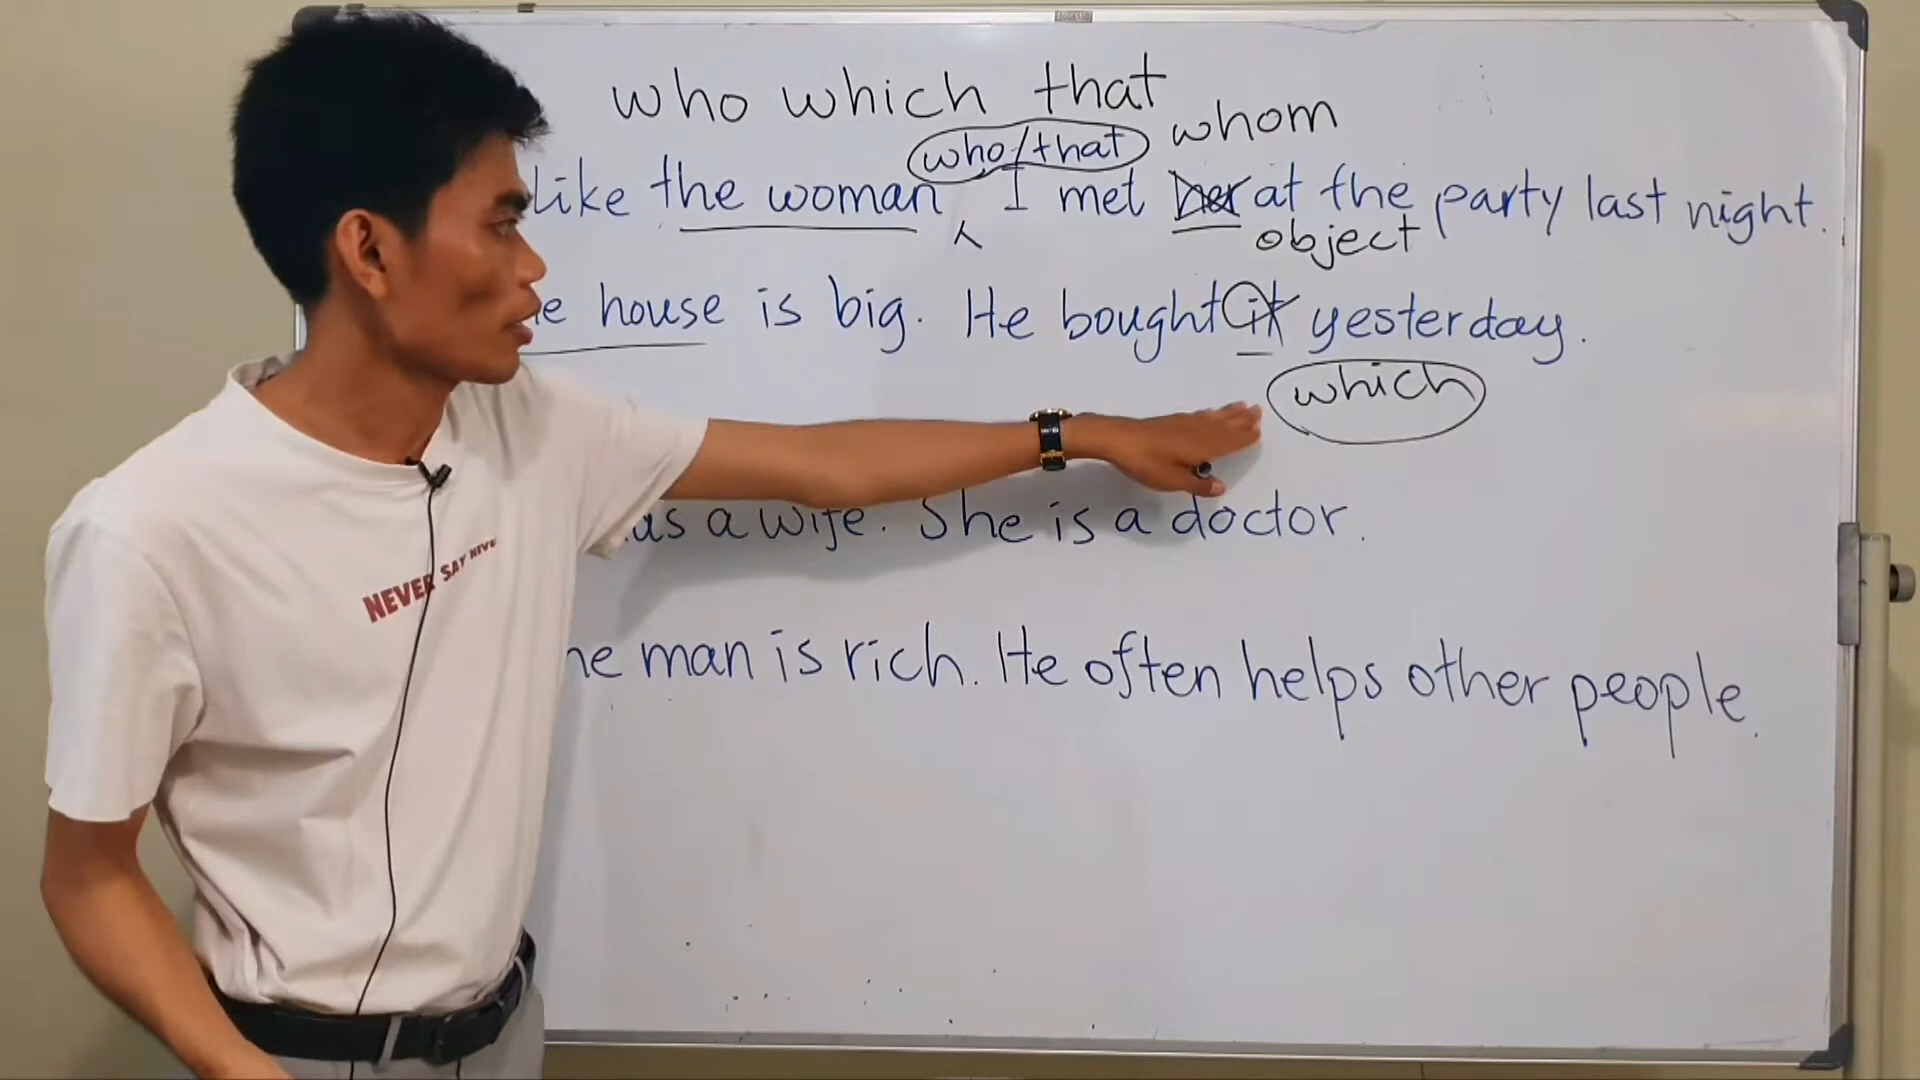 who which that
whom
who/that
like the woman I met her at the party last night.
object
house is big. He bought it yesterday.
which
as a wife. She is a doctor.
he man is rich. He often helps other people.
NEVER SAY